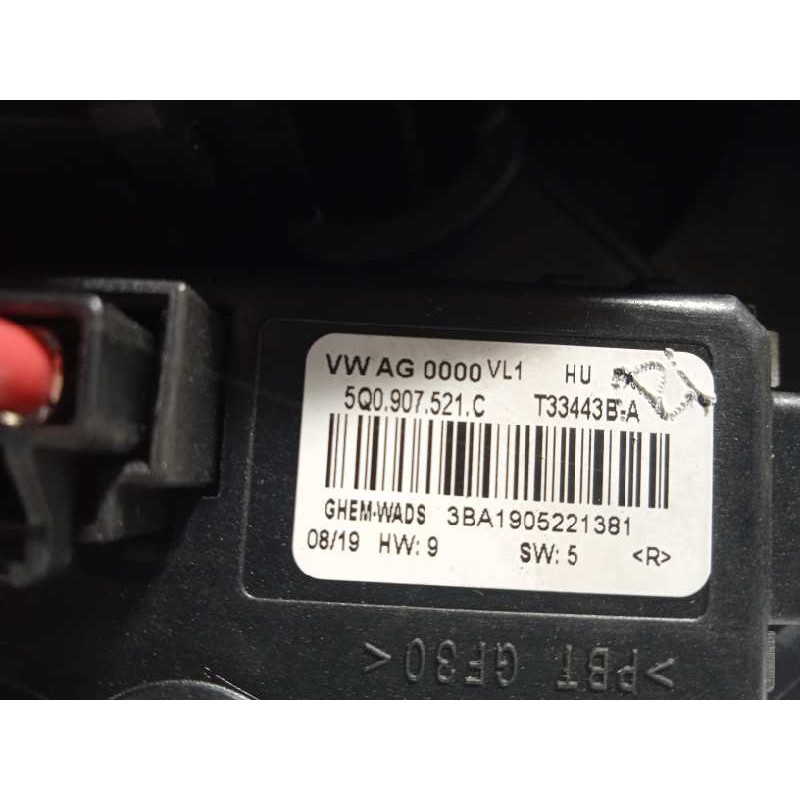 VW AG 0000 VL1 HU
5Q0.907.521.C T33443B-A
GHEM-WADS 3BA1905221381
08/19 HW: 9 SW: 5 <R>
>PBT GF30<